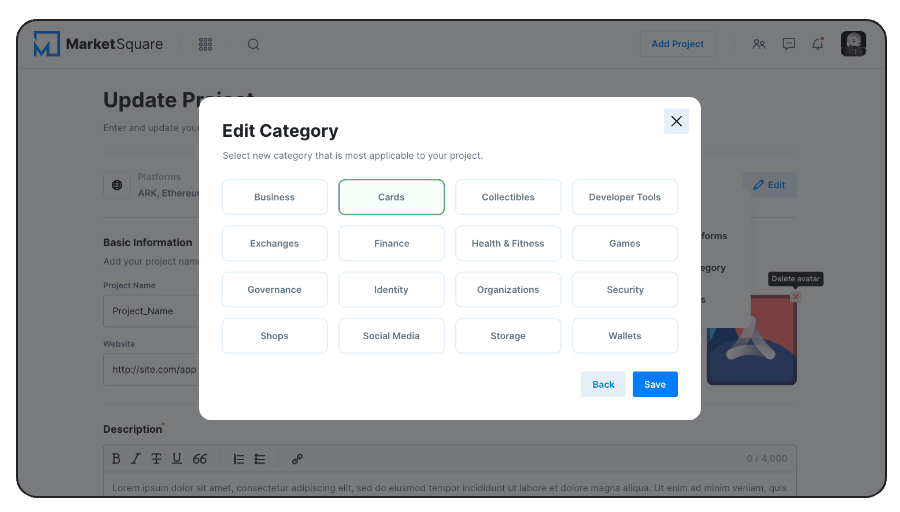 MarketSquare
Add Project
Update Project
Enter and update your
Platforms
ARK, Ethereu
Edit
Edit Category
Select new category that is most applicable to your project.
Business Cards Collectibles Developer Tools
Exchanges Finance Health & Fitness Games
Governance Identity Organizations Security
Shops Social Media Storage Wallets
Back Save
forms
egory
s
Delete avatar
Basic Information
Add your project name
Project Name
Project_Name
Website
http://site.com/app
Description*
B I T U 66
0 / 4,000
Lorem ipsum dolor sit amet, consectetur adipiscing elit, sed do eiusmod tempor incididunt ut labore et dolore magna aliqua. Ut enim ad minim veniam, quis